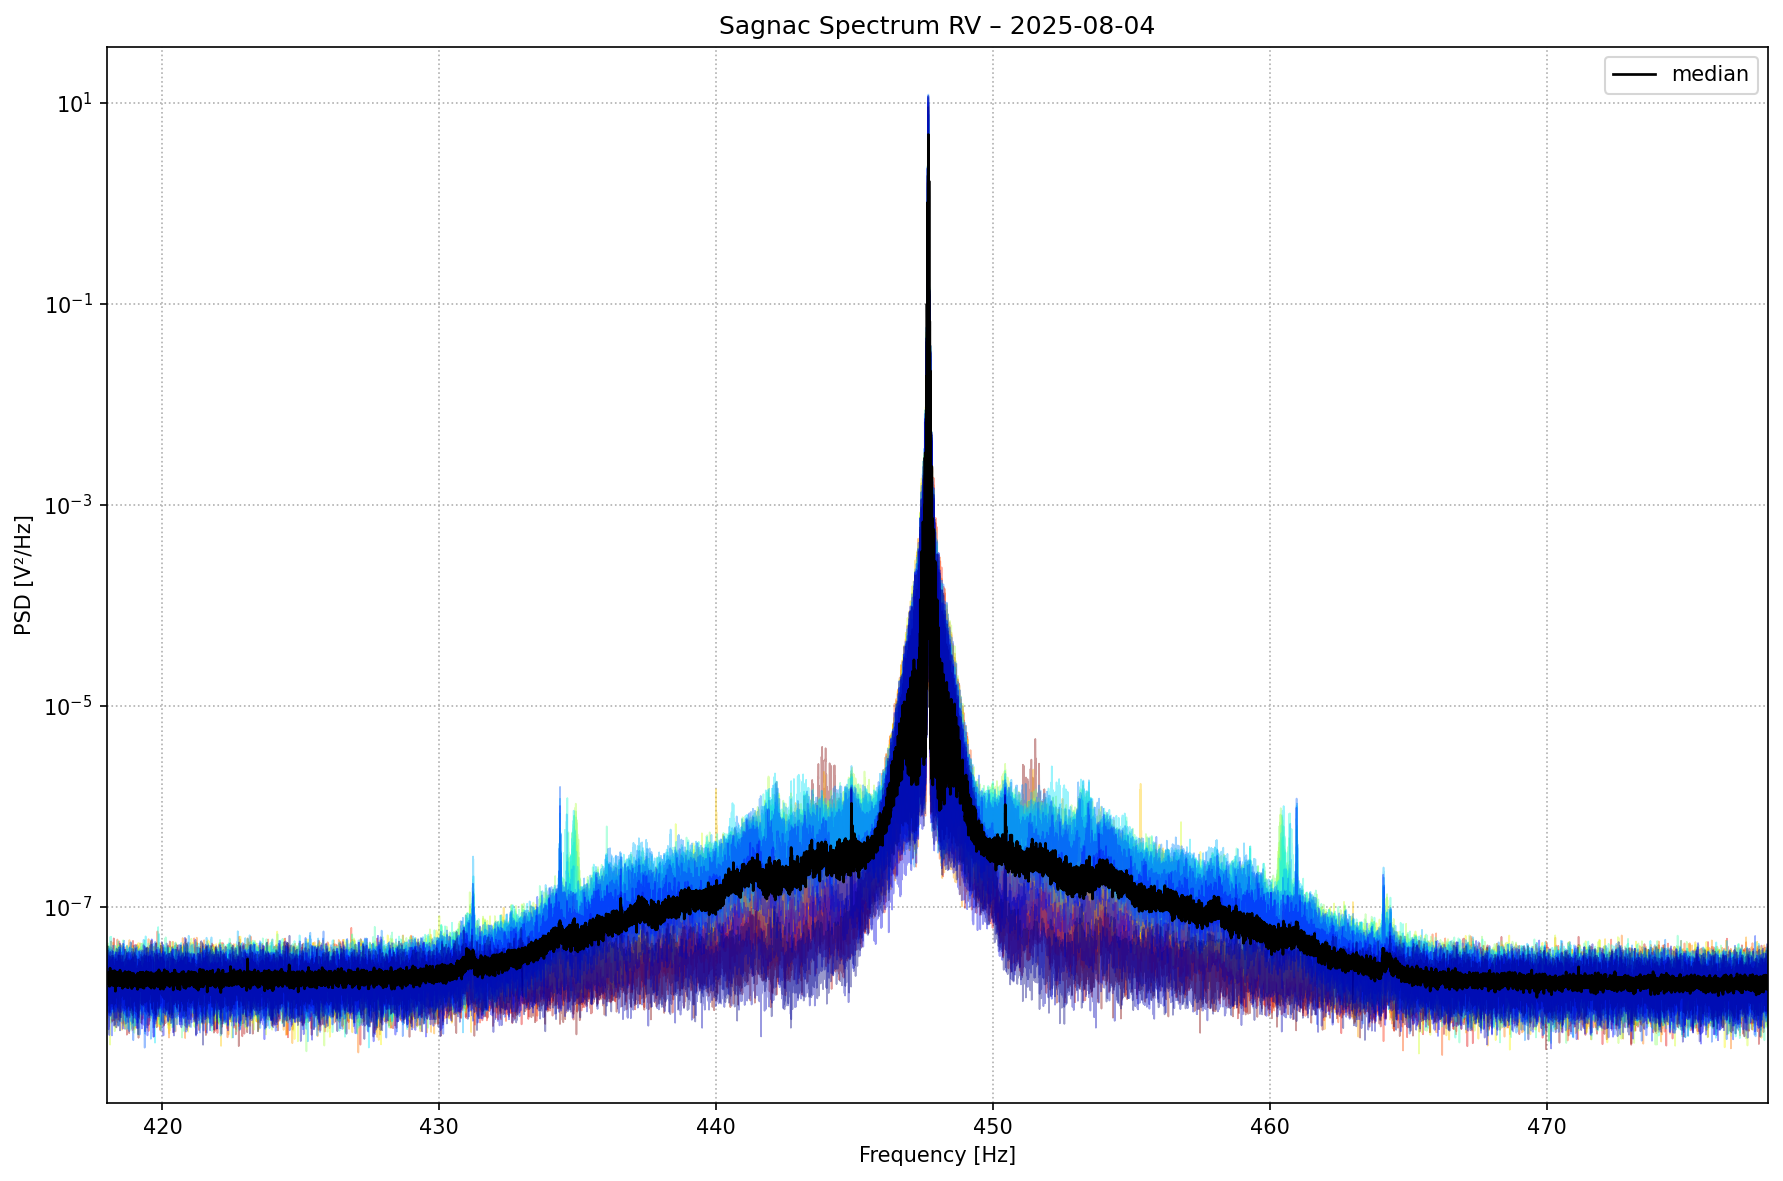 Sagnac Spectrum RV – 2025-08-04
median
10¹
10⁻¹
10⁻³
10⁻⁵
10⁻⁷
PSD [V²/Hz]
420 430 440 450 460 470
Frequency [Hz]